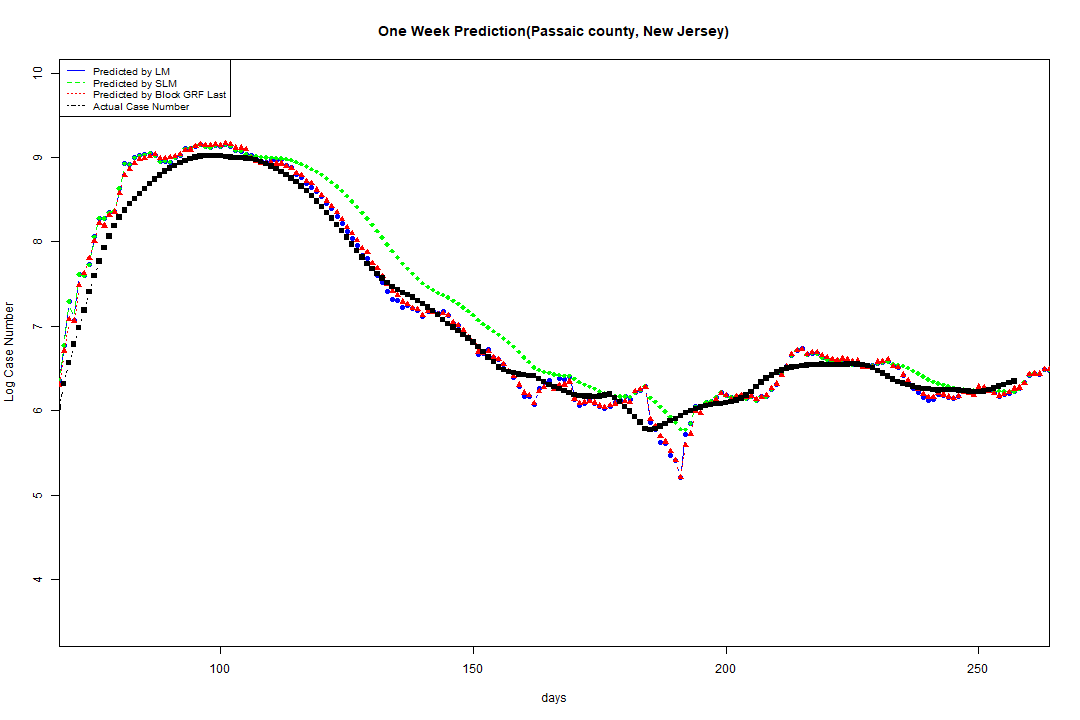 One Week Prediction(Passaic county, New Jersey)
Predicted by LM
Predicted by SLM
Predicted by Block GRF Last
Actual Case Number
Log Case Number
10
9
8
7
6
5
4
100
150
200
250
days